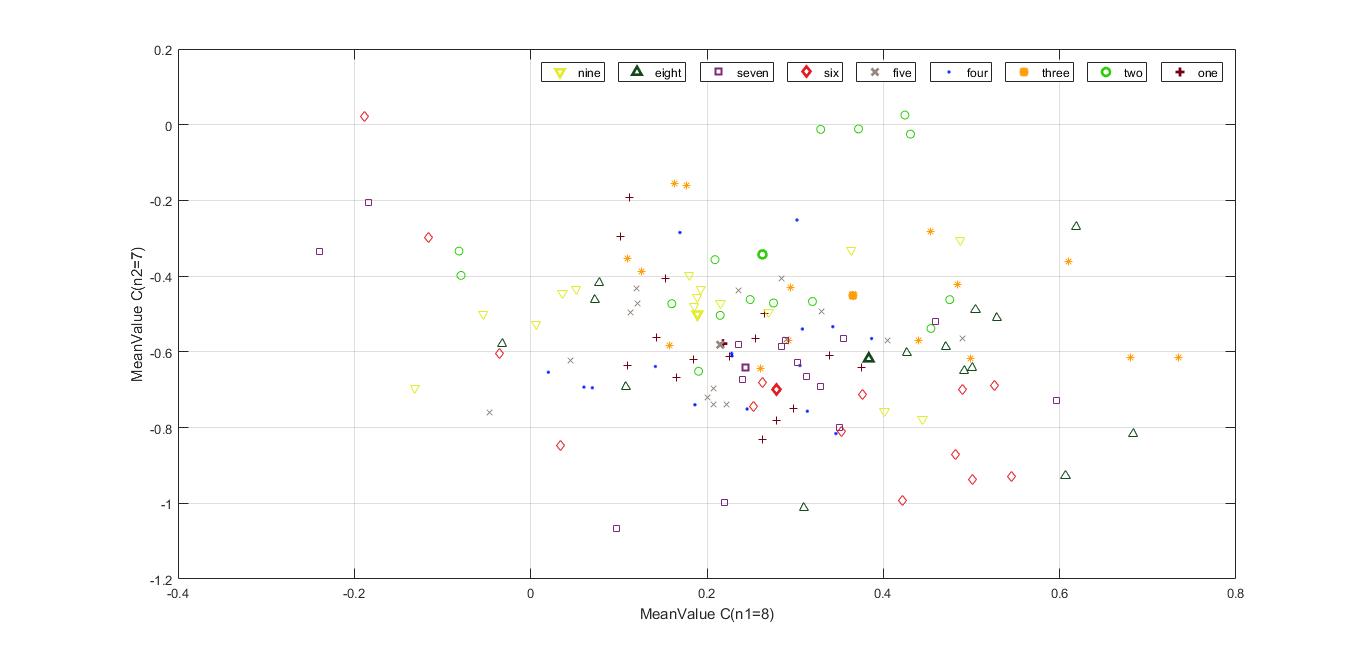 0.2
nine eight seven six five four three two one
0
-0.2
-0.4
-0.6
-0.8
-1
-1.2
MeanValue C(n2=7)
-0.4 -0.2 0 0.2 0.4 0.6 0.8
MeanValue C(n1=8)